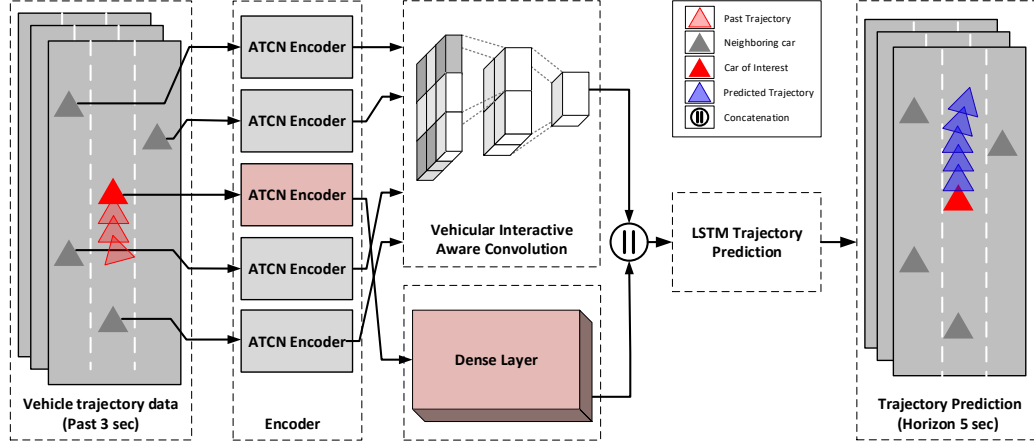 ATCN Encoder
ATCN Encoder
ATCN Encoder
ATCN Encoder
ATCN Encoder
Vehicle trajectory data
(Past 3 sec)
Encoder
Vehicular Interactive
Aware Convolution
Dense Layer
LSTM Trajectory
Prediction
Past Trajectory
Neighboring car
Car of Interest
Predicted Trajectory
Concatenation
Trajectory Prediction
(Horizon 5 sec)